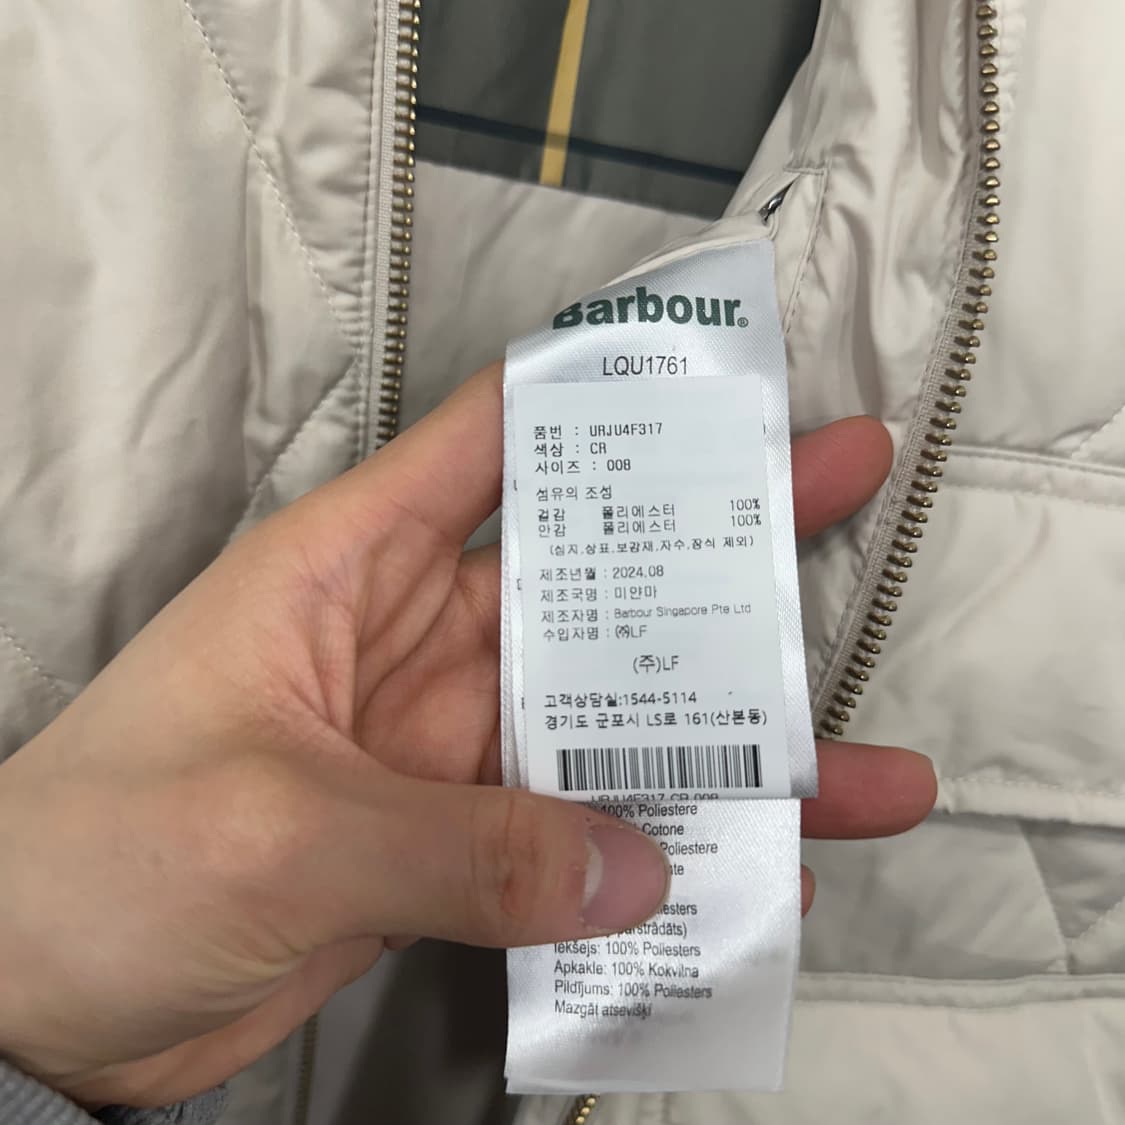 Barbour®
LQU1761
품번 : URJU4F317
색상 : CR
사이즈 : 008
섬유의 조성
겉감 폴리에스터 100%
안감 폴리에스터 100%
(심지,상표,보강재,자수,장식 제외)
제조년월 : 2024.08
제조국명 : 미얀마
제조자명 : Barbour Singapore Pte Ltd
수입자명 : ㈜LF
(주)LF
고객상담실:1544-5114
경기도 군포시 LS로 161(산본동)
URJU4F317 CR 008
100% Poliestere
Cotone
Poliestere
Iekšējs: 100% Poliesters
Apkakle: 100% Kokvilna
Pildījums: 100% Poliesters
Mazgāt atsevišķi